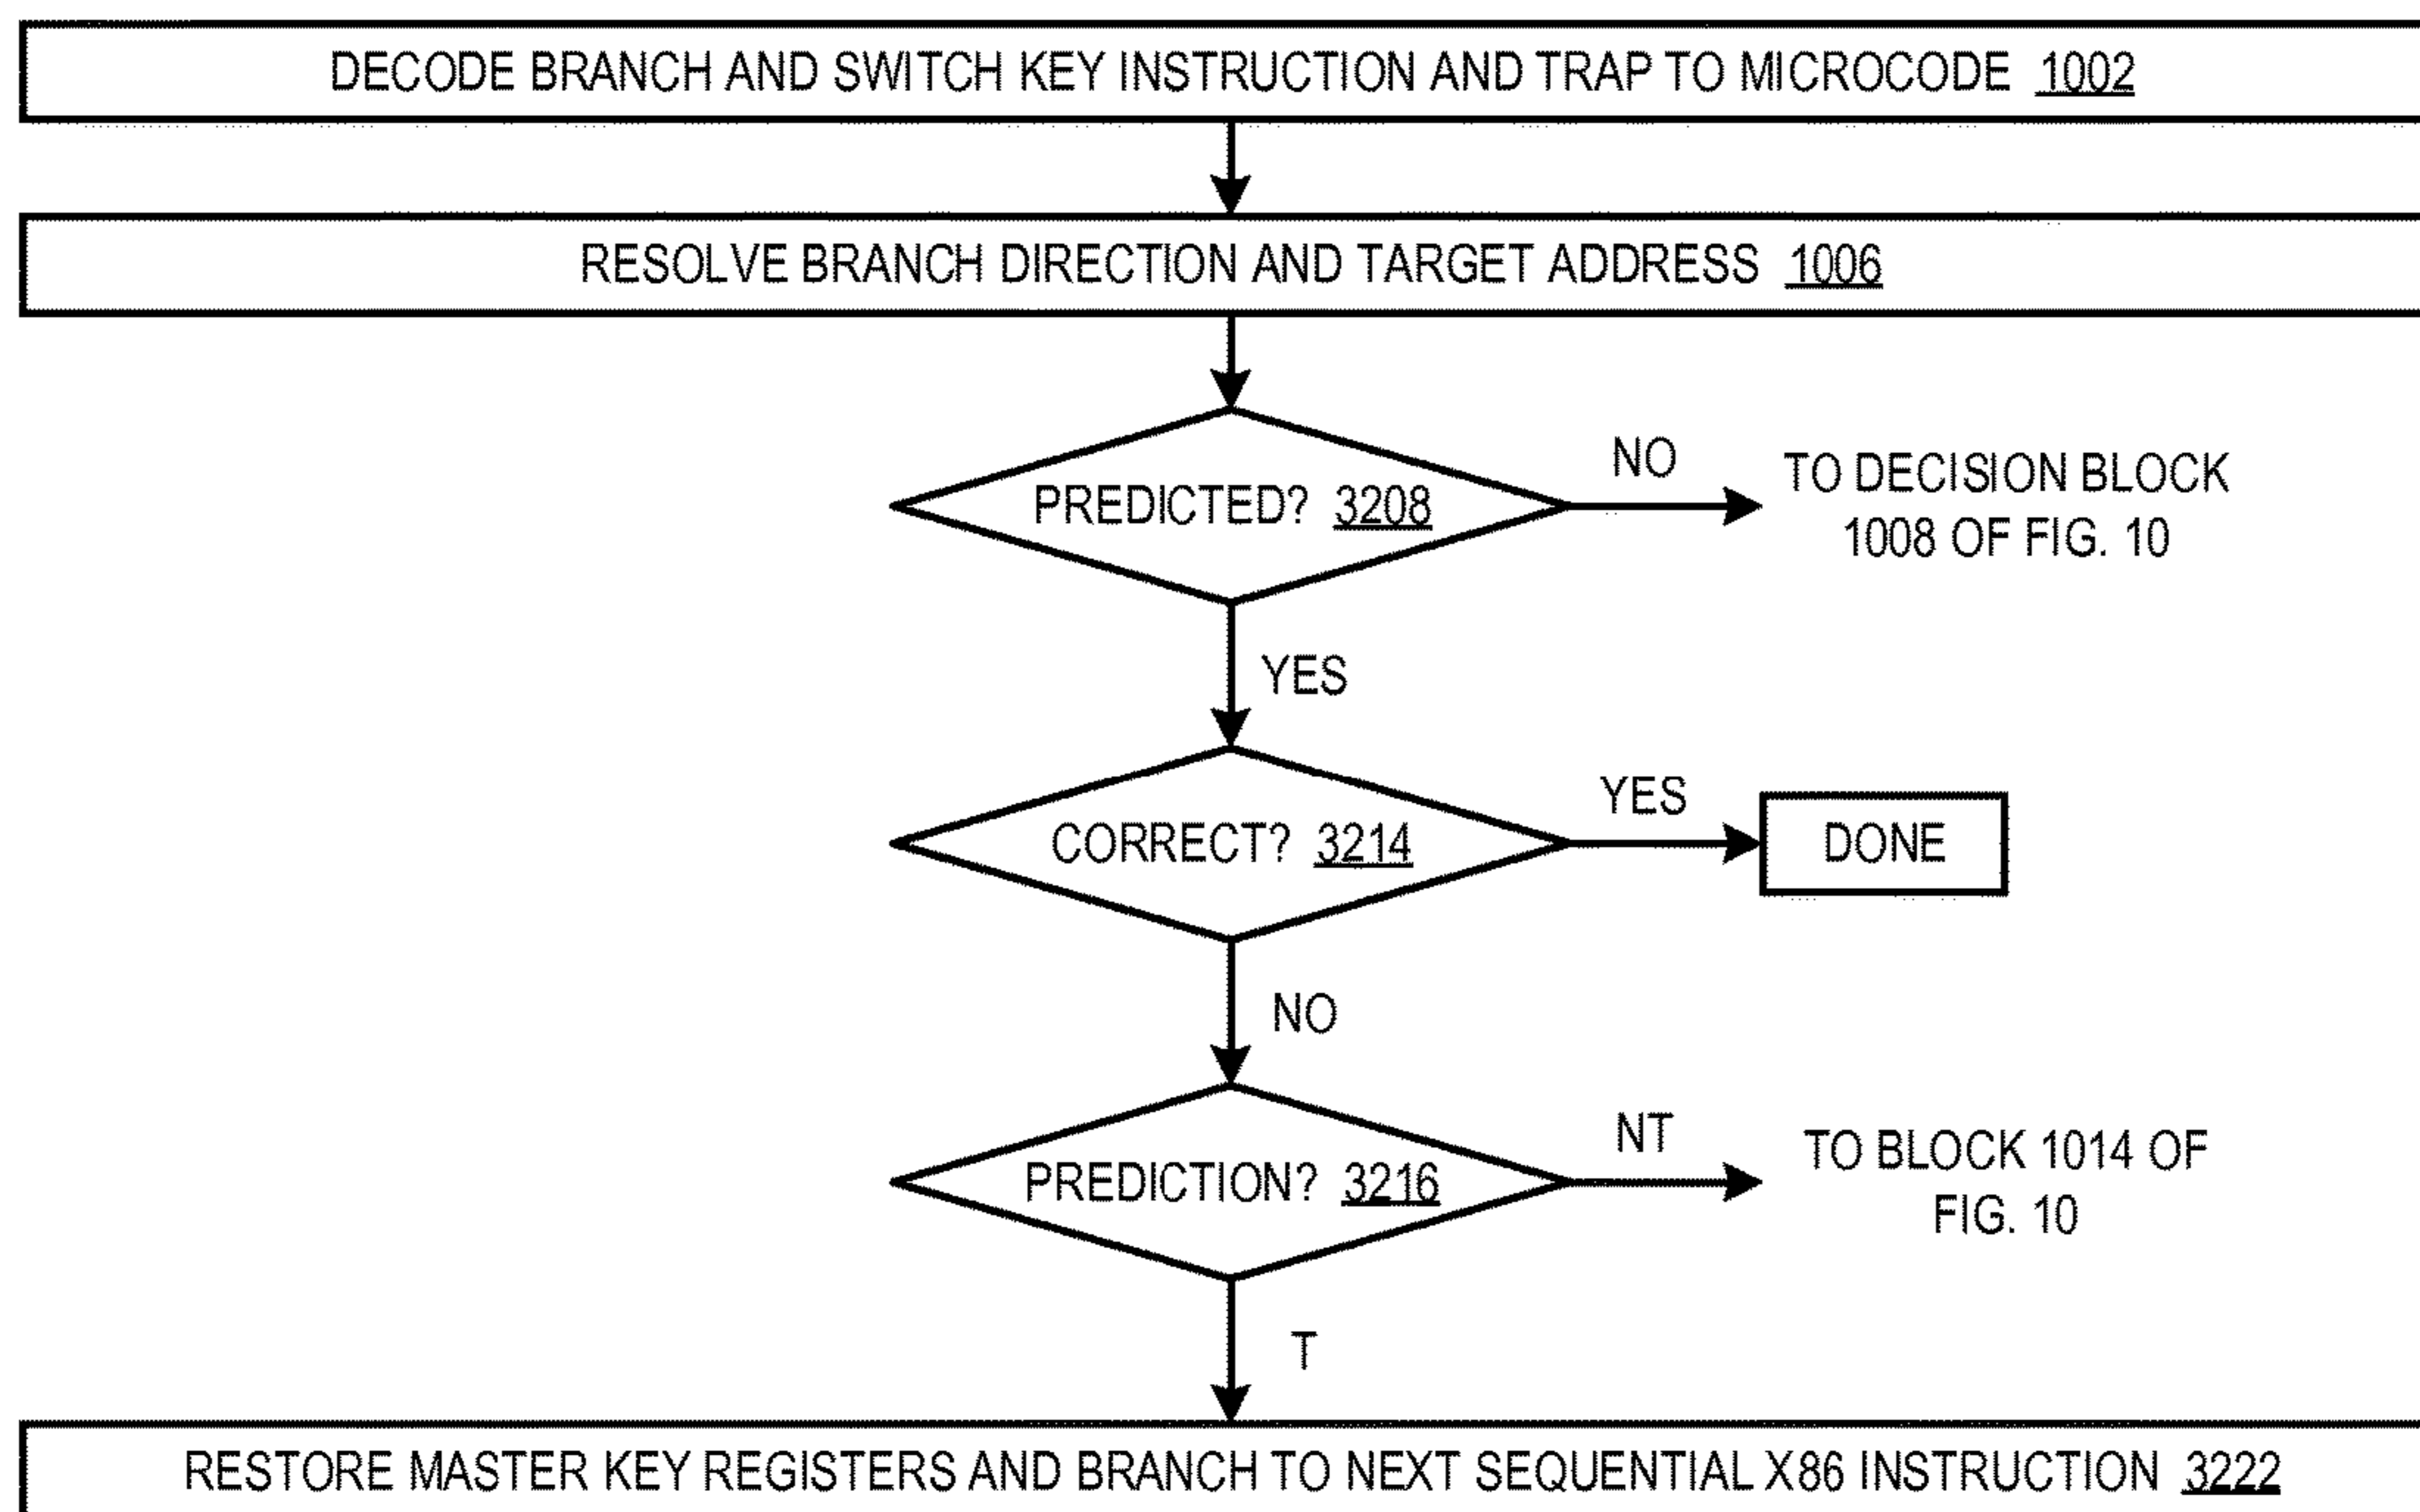 DECODE BRANCH AND SWITCH KEY INSTRUCTION AND TRAP TO MICROCODE 1002
RESOLVE BRANCH DIRECTION AND TARGET ADDRESS 1006
PREDICTED? 3208
NO
TO DECISION BLOCK
1008 OF FIG. 10
YES
CORRECT? 3214
YES
DONE
NO
PREDICTION? 3216
NT
TO BLOCK 1014 OF
FIG. 10
T
RESTORE MASTER KEY REGISTERS AND BRANCH TO NEXT SEQUENTIAL X86 INSTRUCTION 3222